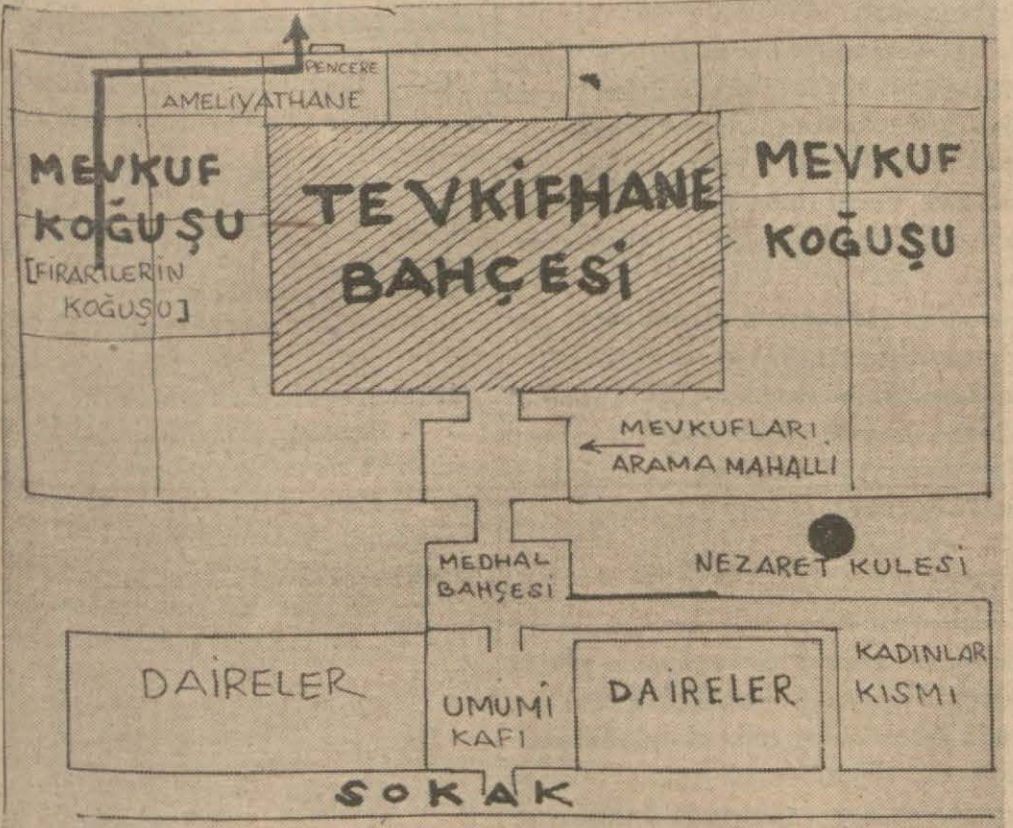 PENCERE
AMELİYATHANE
MEVKUF
KOĞUŞU
[FİRARİLERİN
KOĞUŞU]
TEVKİFHANE
BAHÇESİ
MEVKUF
KOĞUŞU
MEVKUFLARI
ARAMA MAHALLİ
MEDHAL
BAHÇESİ
NEZARET KULESİ
DAİRELER
UMUMİ
KAPI
DAİRELER
KADINLAR
KISMI
SOKAK